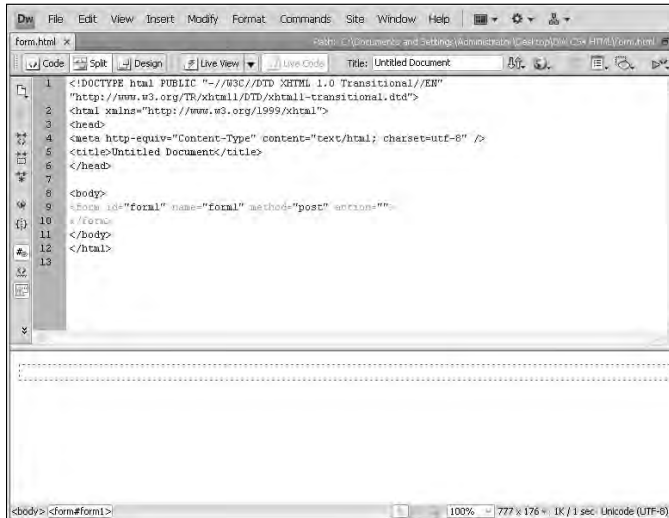 Dw File Edit View Insert Modify Format Commands Site Window Help
form.html ×
Code Split Design Live View Live Code Title: Untitled Document
1 <!DOCTYPE html PUBLIC "-//W3C//DTD XHTML 1.0 Transitional//EN"
"http://www.w3.org/TR/xhtml1/DTD/xhtml1-transitional.dtd">
2 <html xmlns="http://www.w3.org/1999/xhtml">
3 <head>
4 <meta http-equiv="Content-Type" content="text/html; charset=utf-8" />
5 <title>Untitled Document</title>
6 </head>
7
8 <body>
9 <form id="form1" name="form1" method="post" action="">
10 </form>
11 </body>
12 </html>
13
<body> <form#form1> 100% 777 x 176 1K / 1 sec Unicode (UTF-8)